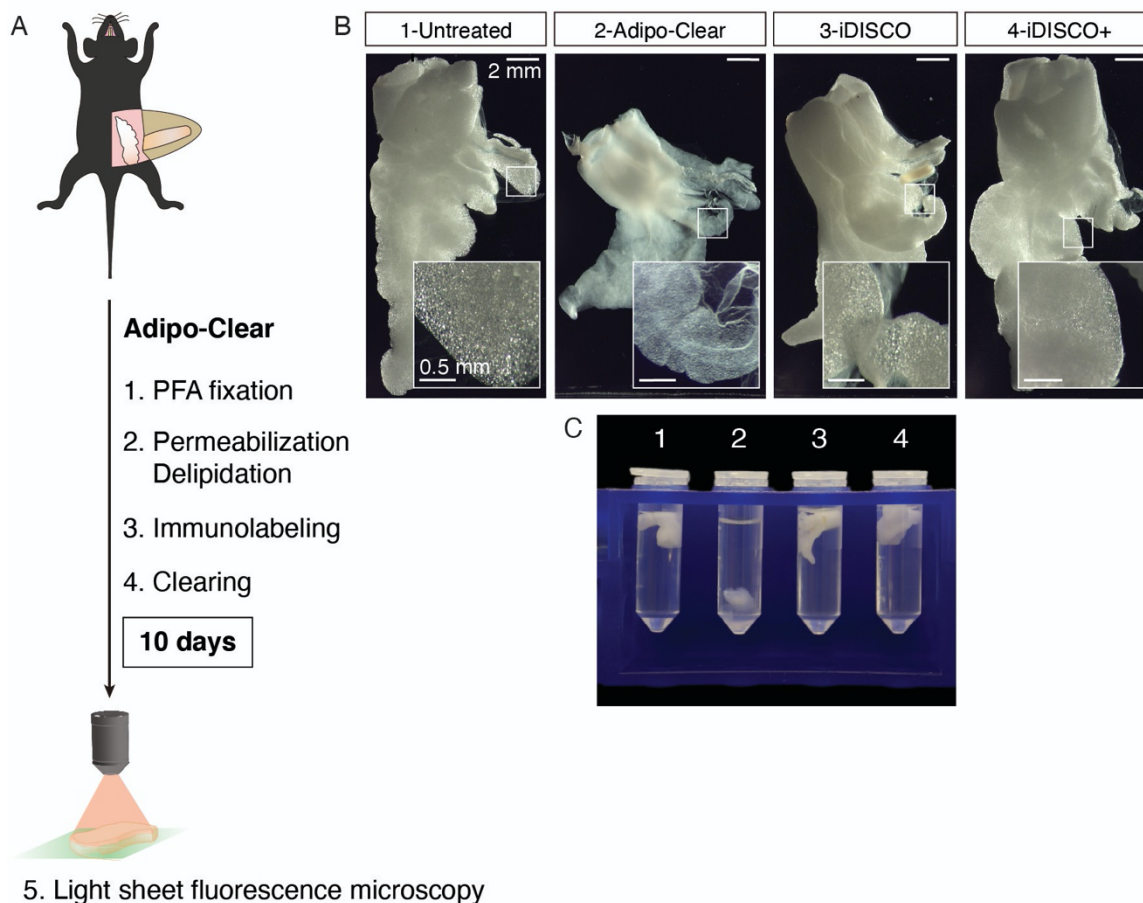 A
Adipo-Clear
1. PFA fixation
2. Permeabilization
Delipidation
3. Immunolabeling
4. Clearing
10 days
5. Light sheet fluorescence microscopy
B
1-Untreated
2-Adipo-Clear
3-iDISCO
4-iDISCO+
2 mm
0.5 mm
C
1 2 3 4